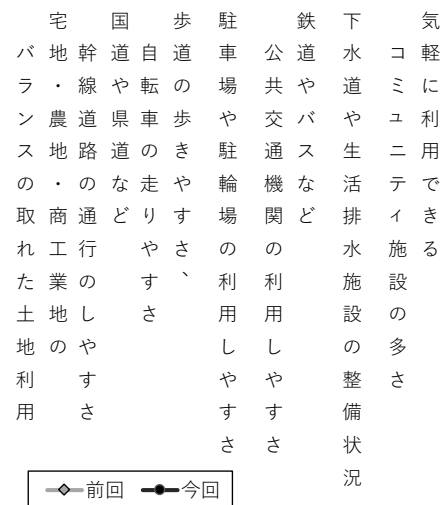 気軽に利用できる
コミュニティ施設の多さ
下水道や生活排水施設の整備状況
鉄道やバスなど
公共交通機関の利用しやすさ
駐車場や駐輪場の利用しやすさ
歩道の歩きやすさ、
自転車の走りやすさ
国道や県道など
幹線道路の通行のしやすさ
宅地・農地・商工業地の
バランスの取れた土地利用
前回 今回